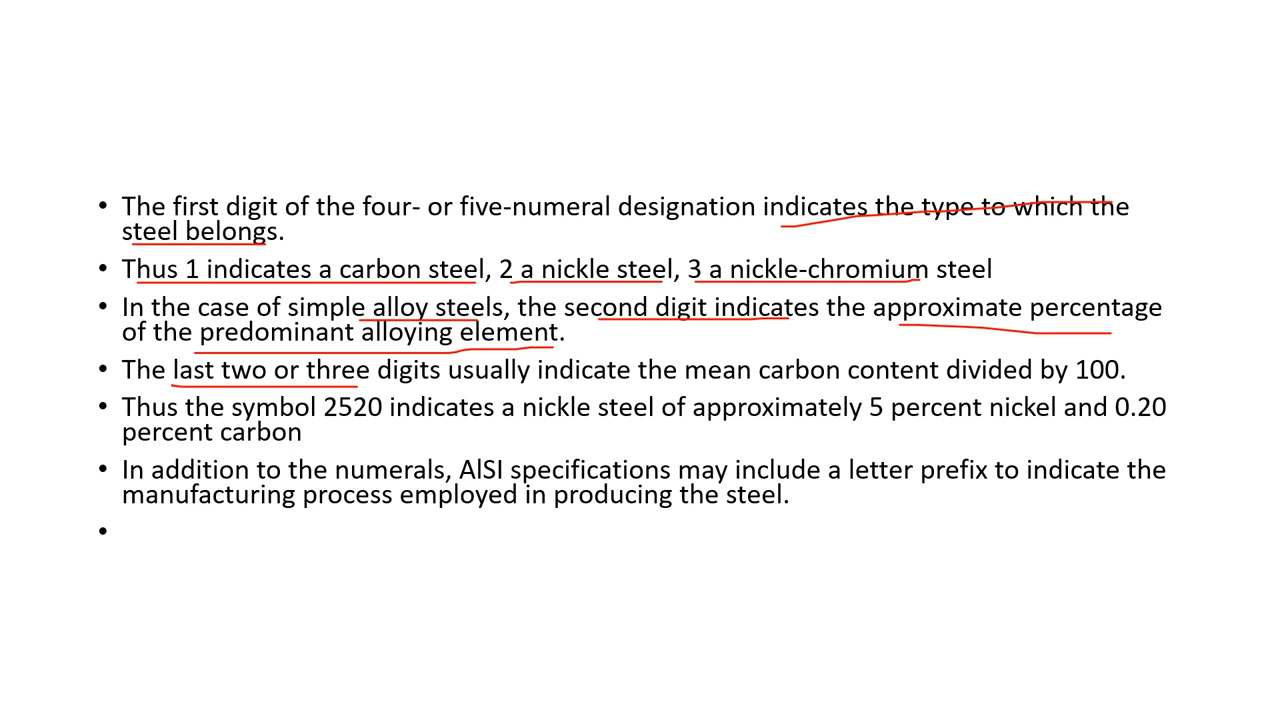 • The first digit of the four- or five-numeral designation indicates the type to which the
steel belongs.
• Thus 1 indicates a carbon steel, 2 a nickle steel, 3 a nickle-chromium steel
• In the case of simple alloy steels, the second digit indicates the approximate percentage
of the predominant alloying element.
• The last two or three digits usually indicate the mean carbon content divided by 100.
• Thus the symbol 2520 indicates a nickle steel of approximately 5 percent nickel and 0.20
percent carbon
• In addition to the numerals, AlSI specifications may include a letter prefix to indicate the
manufacturing process employed in producing the steel.
•